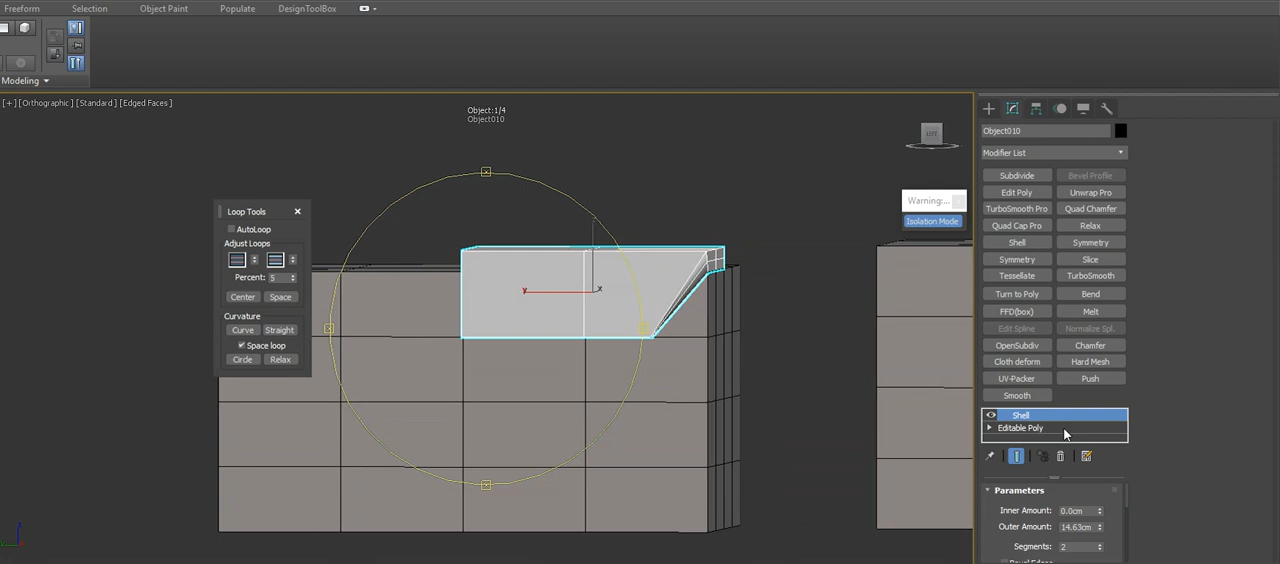 Freeform Selection Object Paint Populate DesignToolBox
Modeling
[+] [Orthographic] [Standard] [Edged Faces]
Object:1/4
Object010
LEFT
Loop Tools
AutoLoop
Adjust Loops
Percent: 5
Center Space
Curvature
Curve Straight
Space loop
Circle Relax
Warning:...
Isolation Mode
y
x
Object010
Modifier List
Subdivide Bevel Profile
Edit Poly Unwrap Pro
TurboSmooth Pro Quad Chamfer
Quad Cap Pro Relax
Shell Symmetry
Symmetry Slice
Tessellate TurboSmooth
Turn to Poly Bend
FFD(box) Melt
Edit Spline Normalize Spl.
OpenSubdiv Chamfer
Cloth deform Hard Mesh
UV-Packer Push
Smooth
Shell
Editable Poly
Parameters
Inner Amount: 0.0cm
Outer Amount: 14.63cm
Segments: 2
Bevel Edges